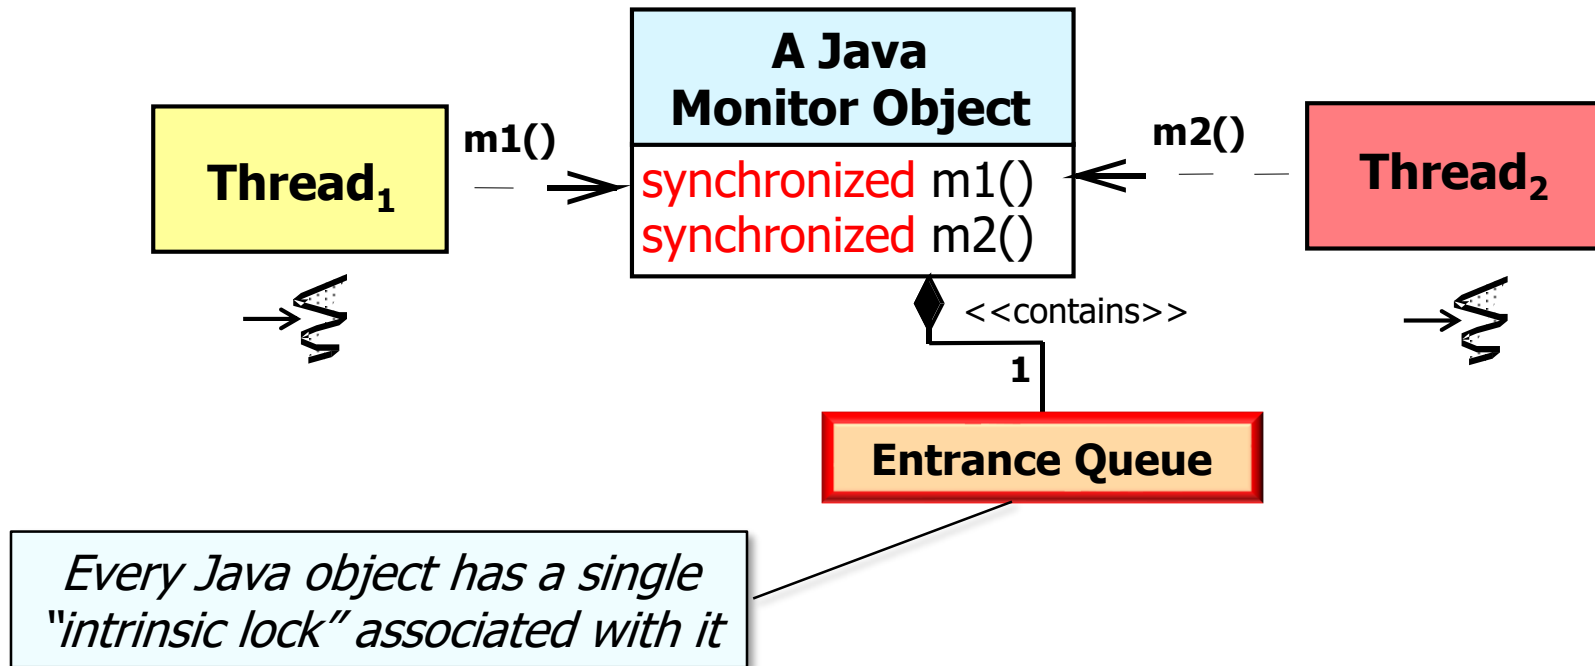 A Java
Monitor Object
m1()
m2()
Thread₁
synchronized m1()
Thread₂
synchronized m2()
<<contains>>
1
Entrance Queue
Every Java object has a single
“intrinsic lock” associated with it